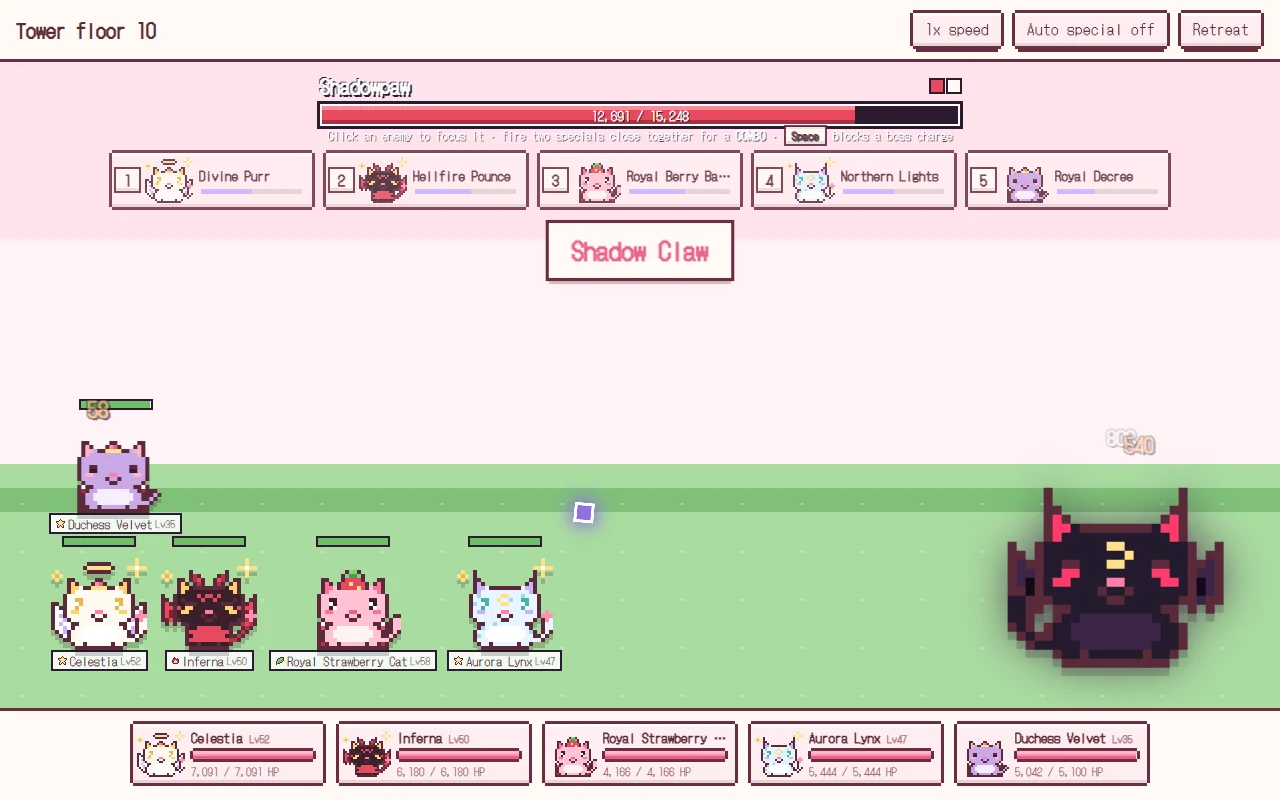 Tower floor 10
1x speed
Auto special off
Retreat
Shadowpaw
12,691 / 15,248
Click an enemy to focus it · fire two specials close together for a COMBO · Space blocks a boss charge
1 Divine Purr
2 Hellfire Pounce
3 Royal Berry Ba…
4 Northern Lights
5 Royal Decree
Shadow Claw
58
540
Duchess Velvet Lv35
Celestia Lv52
Inferna Lv50
Royal Strawberry Cat Lv58
Aurora Lynx Lv47
Celestia Lv52
7,091 / 7,091 HP
Inferna Lv50
6,180 / 6,180 HP
Royal Strawberry …
4,166 / 4,166 HP
Aurora Lynx Lv47
5,444 / 5,444 HP
Duchess Velvet Lv35
5,042 / 5,100 HP